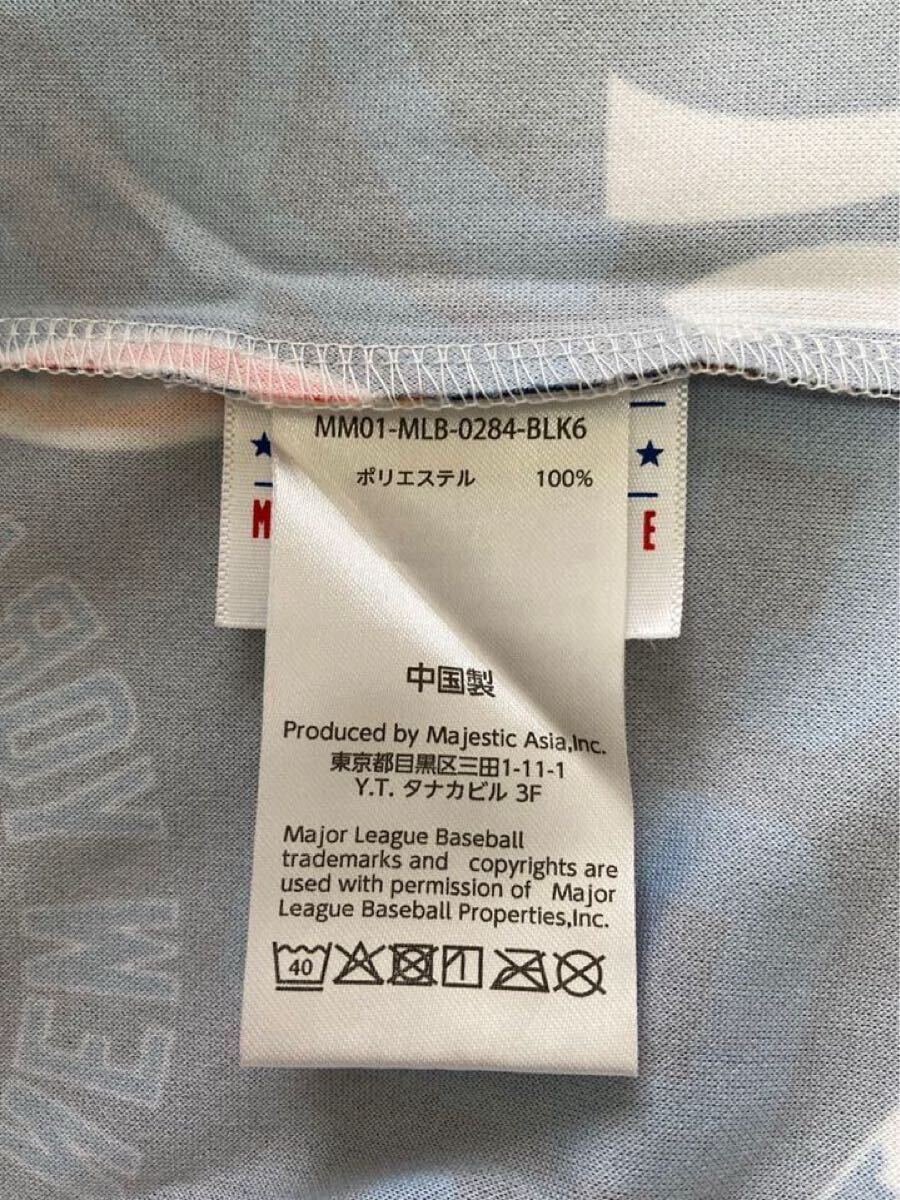 MM01-MLB-0284-BLK6
ポリエステル 100%
M E
中国製
Produced by Majestic Asia,Inc.
東京都目黒区三田1-11-1
Y.T. タナカビル 3F
Major League Baseball
trademarks and copyrights are
used with permission of Major
League Baseball Properties,Inc.
40